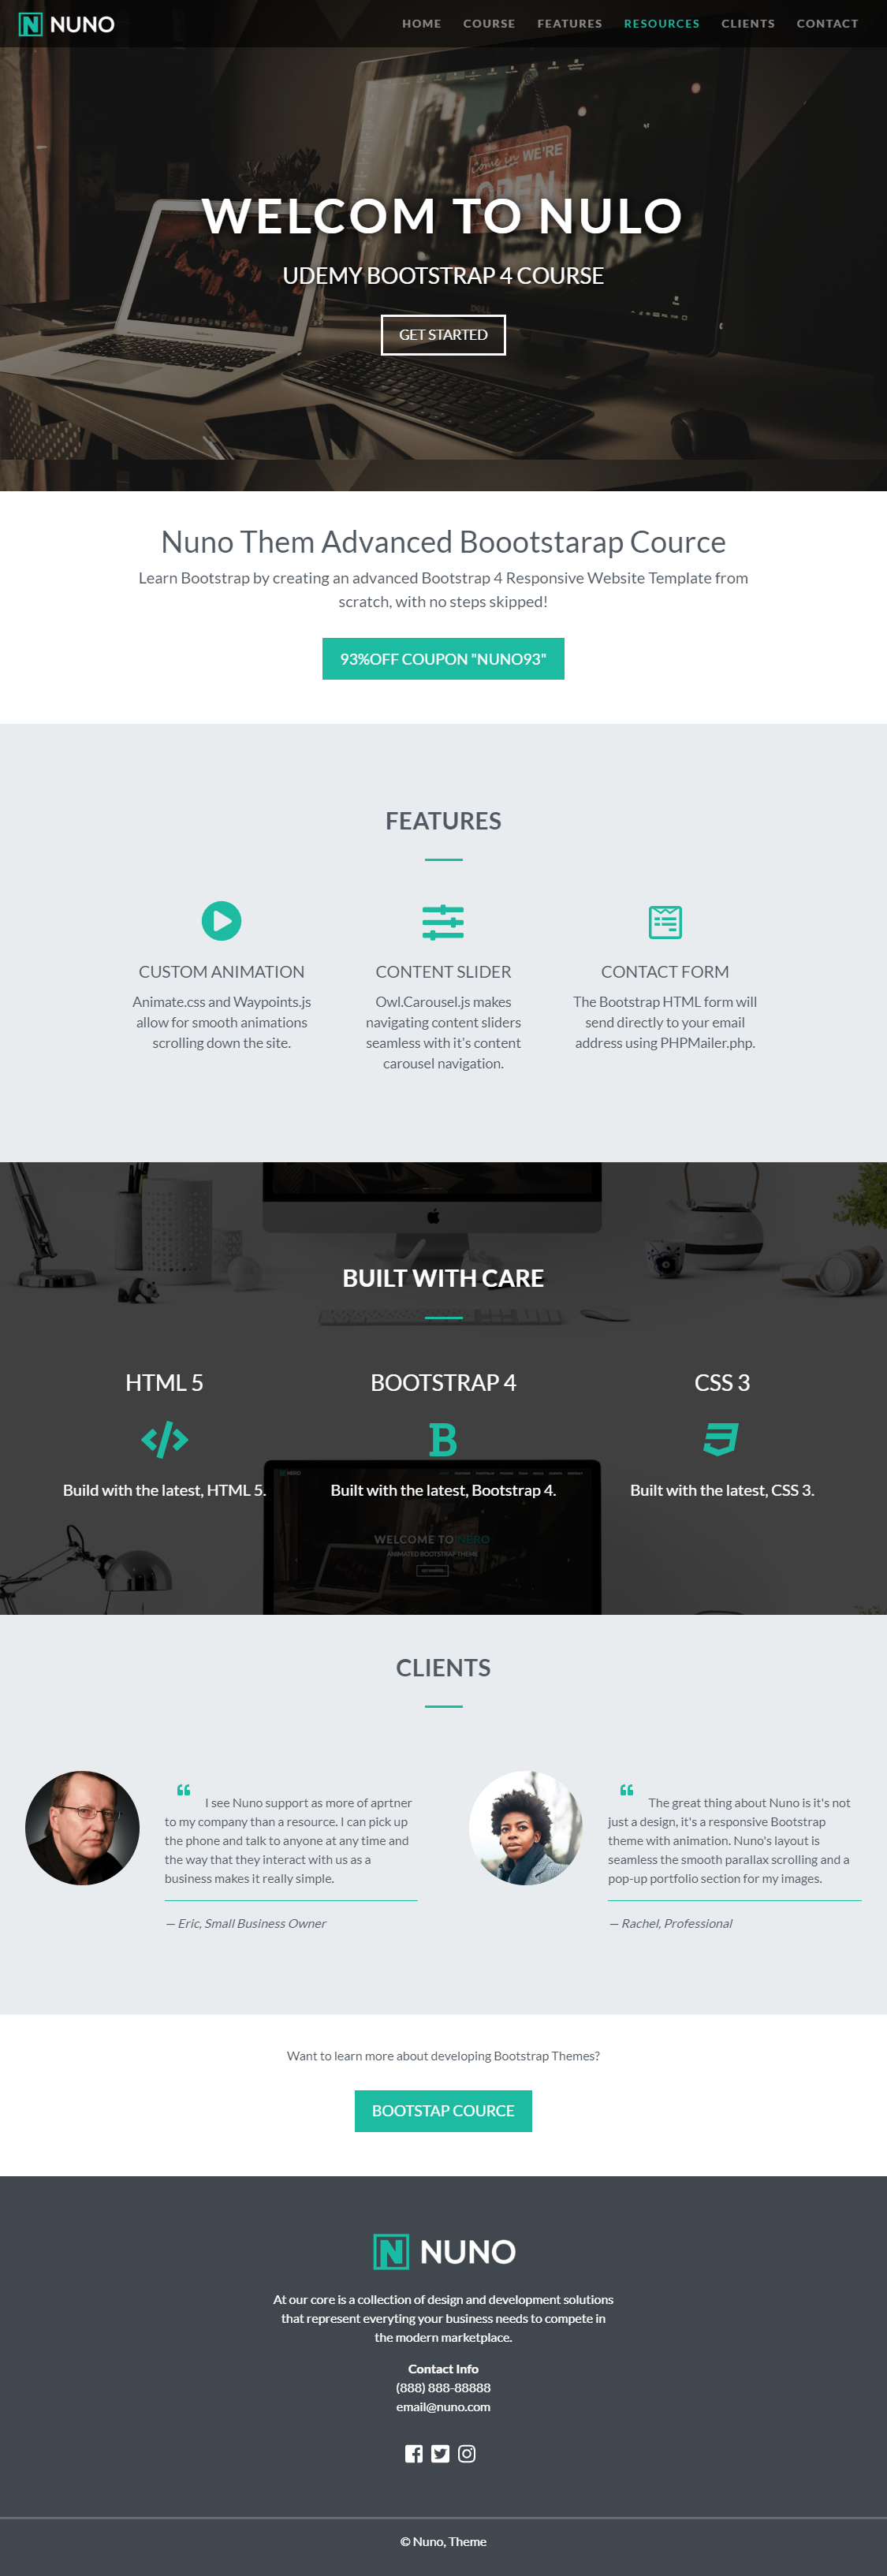 NUNO
HOME COURSE FEATURES RESOURCES CLIENTS CONTACT
come in WE'RE
OPEN
WELCOM TO NULO
UDEMY BOOTSTRAP 4 COURSE
DELL
GET STARTED
Nuno Them Advanced Boootstarap Cource
Learn Bootstrap by creating an advanced Bootstrap 4 Responsive Website Template from
scratch, with no steps skipped!
93%OFF COUPON "NUNO93"
FEATURES
CUSTOM ANIMATION
Animate.css and Waypoints.js
allow for smooth animations
scrolling down the site.
CONTENT SLIDER
Owl.Carousel.js makes
navigating content sliders
seamless with it's content
carousel navigation.
CONTACT FORM
The Bootstrap HTML form will
send directly to your email
address using PHPMailer.php.
BUILT WITH CARE
HTML 5
Build with the latest, HTML 5.
BOOTSTRAP 4
B
Built with the latest, Bootstrap 4.
CSS 3
Built with the latest, CSS 3.
WELCOME TO NERO
ANIMATED BOOTSTRAP THEME
CLIENTS
“ I see Nuno support as more of aprtner
to my company than a resource. I can pick up
the phone and talk to anyone at any time and
the way that they interact with us as a
business makes it really simple.
— Eric, Small Business Owner
“ The great thing about Nuno is it's not
just a design, it's a responsive Bootstrap
theme with animation. Nuno's layout is
seamless the smooth parallax scrolling and a
pop-up portfolio section for my images.
— Rachel, Professional
Want to learn more about developing Bootstrap Themes?
BOOTSTAP COURCE
NUNO
At our core is a collection of design and development solutions
that represent everyting your business needs to compete in
the modern marketplace.
Contact Info
(888) 888-88888
email@nuno.com
© Nuno, Theme